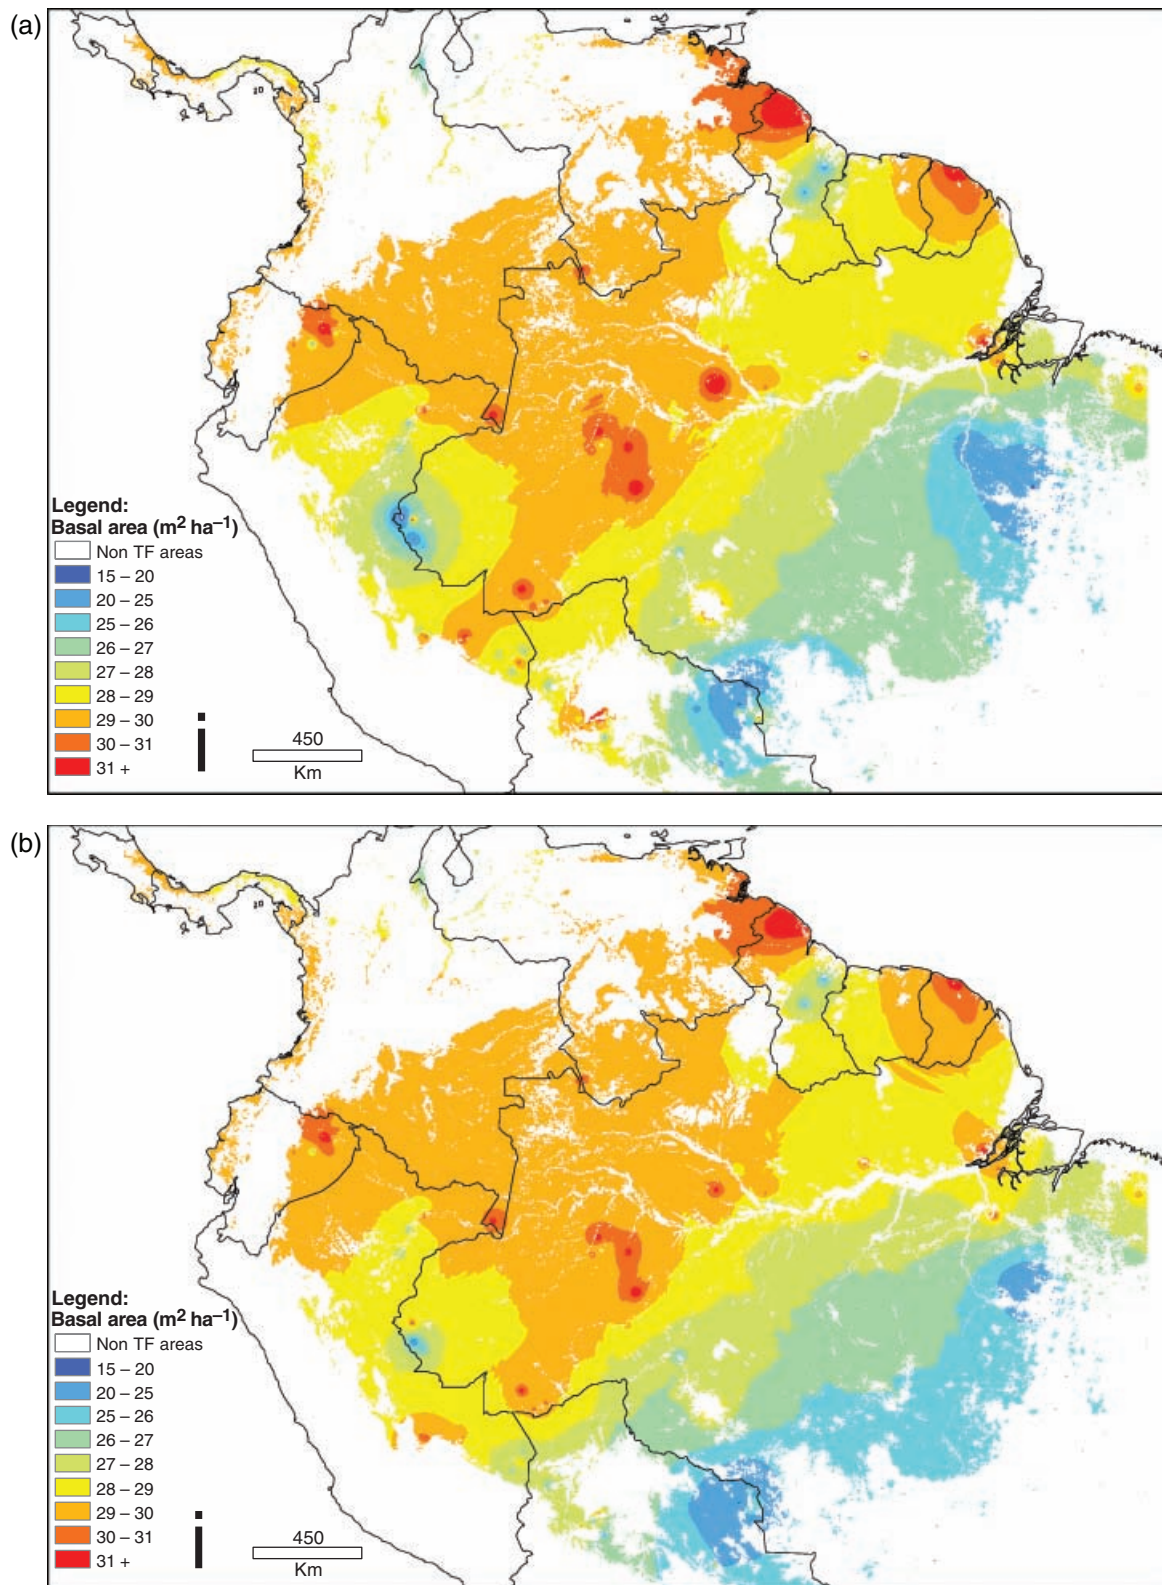 (a)
Legend:
Basal area (m² ha⁻¹)
Non TF areas
15 – 20
20 – 25
25 – 26
26 – 27
27 – 28
28 – 29
29 – 30
30 – 31
31 +
450
Km
(b)
Legend:
Basal area (m² ha⁻¹)
Non TF areas
15 – 20
20 – 25
25 – 26
26 – 27
27 – 28
28 – 29
29 – 30
30 – 31
31 +
450
Km